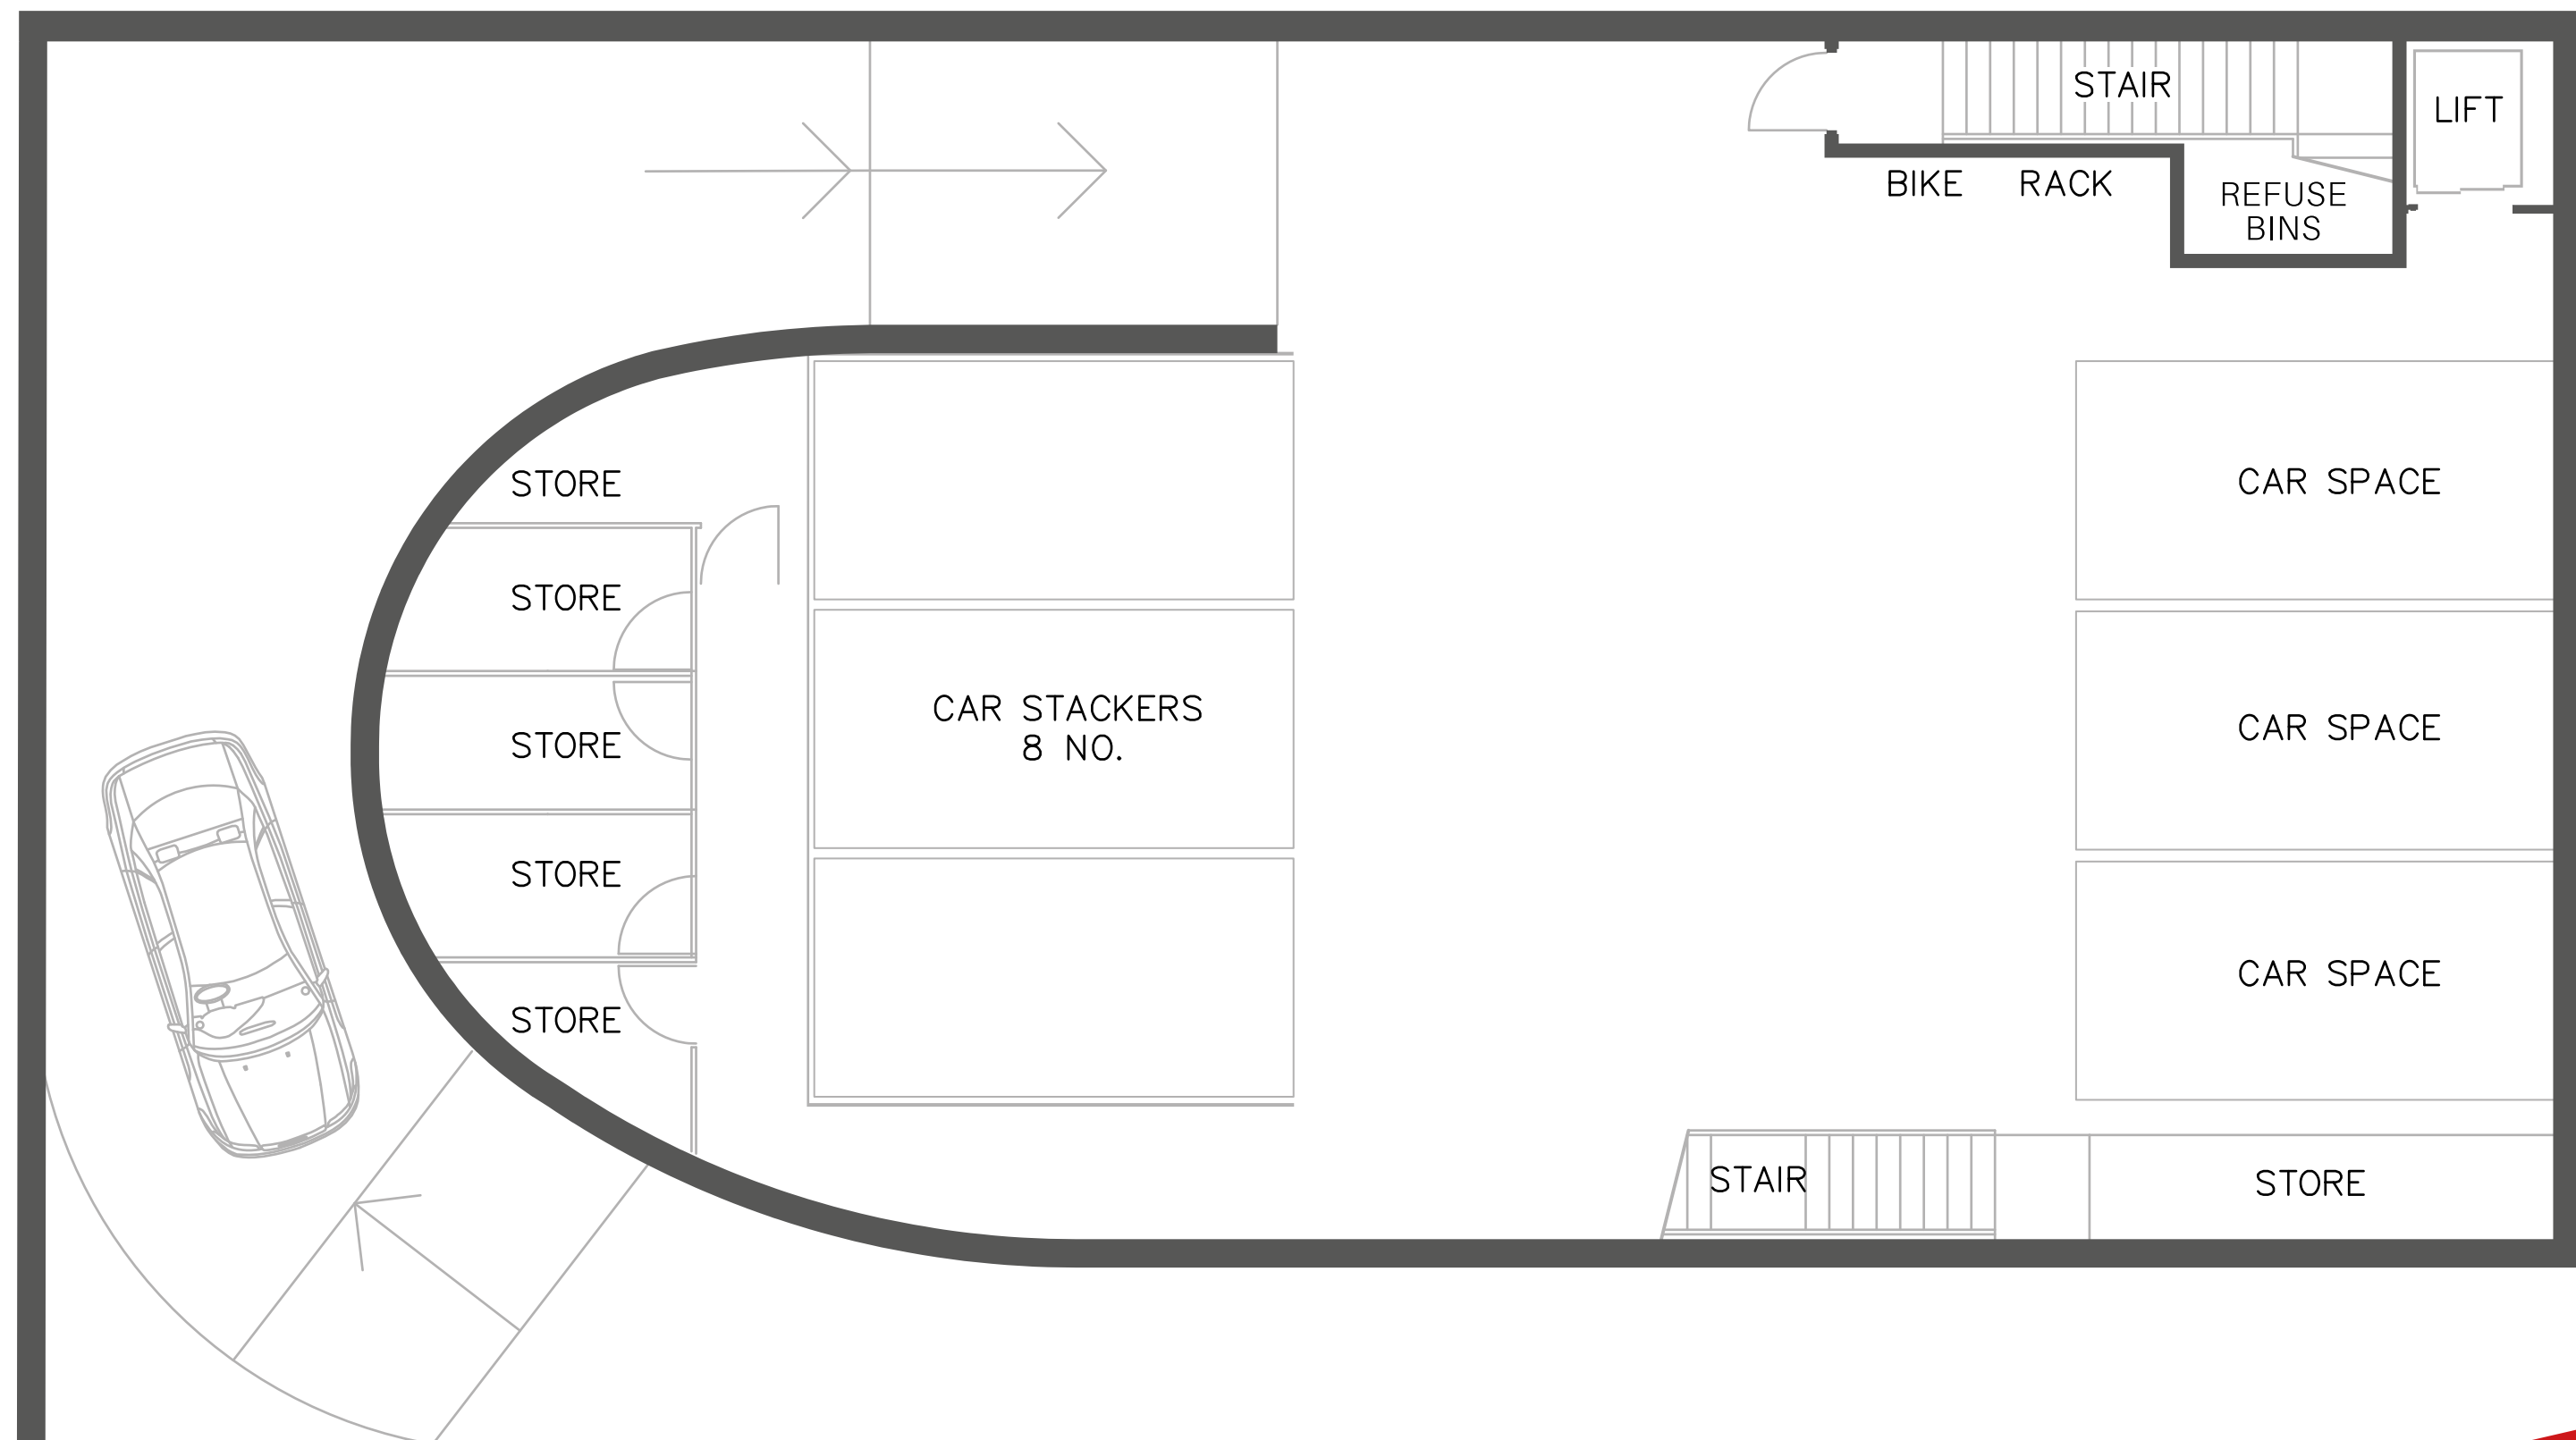 STAIR
LIFT
BIKE RACK
REFUSE
BINS
STORE
CAR SPACE
STORE
CAR STACKERS
8 NO.
CAR SPACE
STORE
STORE
CAR SPACE
STORE
STAIR
STORE